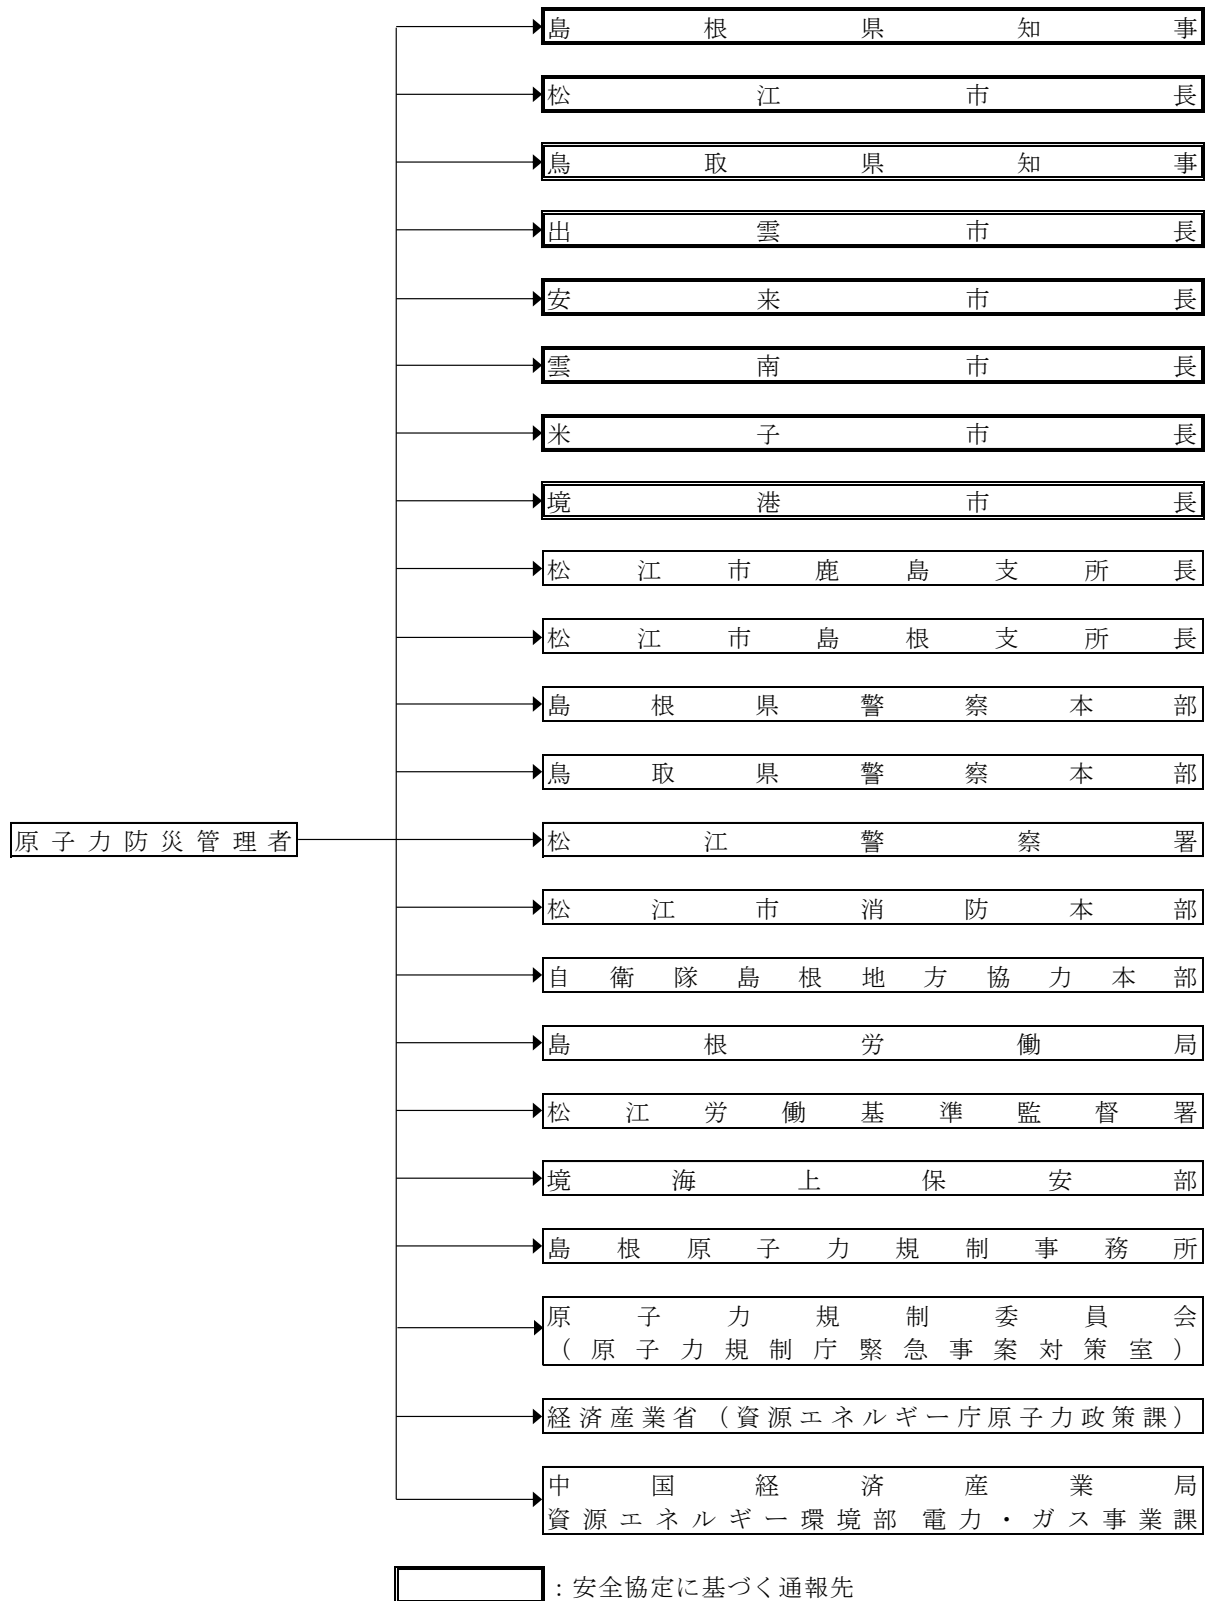 島根県知事
松江市長
鳥取県知事
出雲市長
安来市長
雲南市長
米子市長
境港市長
松江市鹿島支所長
松江市島根支所長
島根県警察本部
鳥取県警察本部
原子力防災管理者
松江警察署
松江市消防本部
自衛隊島根地方協力本部
島根労働局
松江労働基準監督署
境海上保安部
島根原子力規制事務所
原子力規制委員会
(原子力規制庁緊急事案対策室)
経済産業省(資源エネルギー庁原子力政策課)
中国経済産業局
資源エネルギー環境部 電力・ガス事業課
:安全協定に基づく通報先